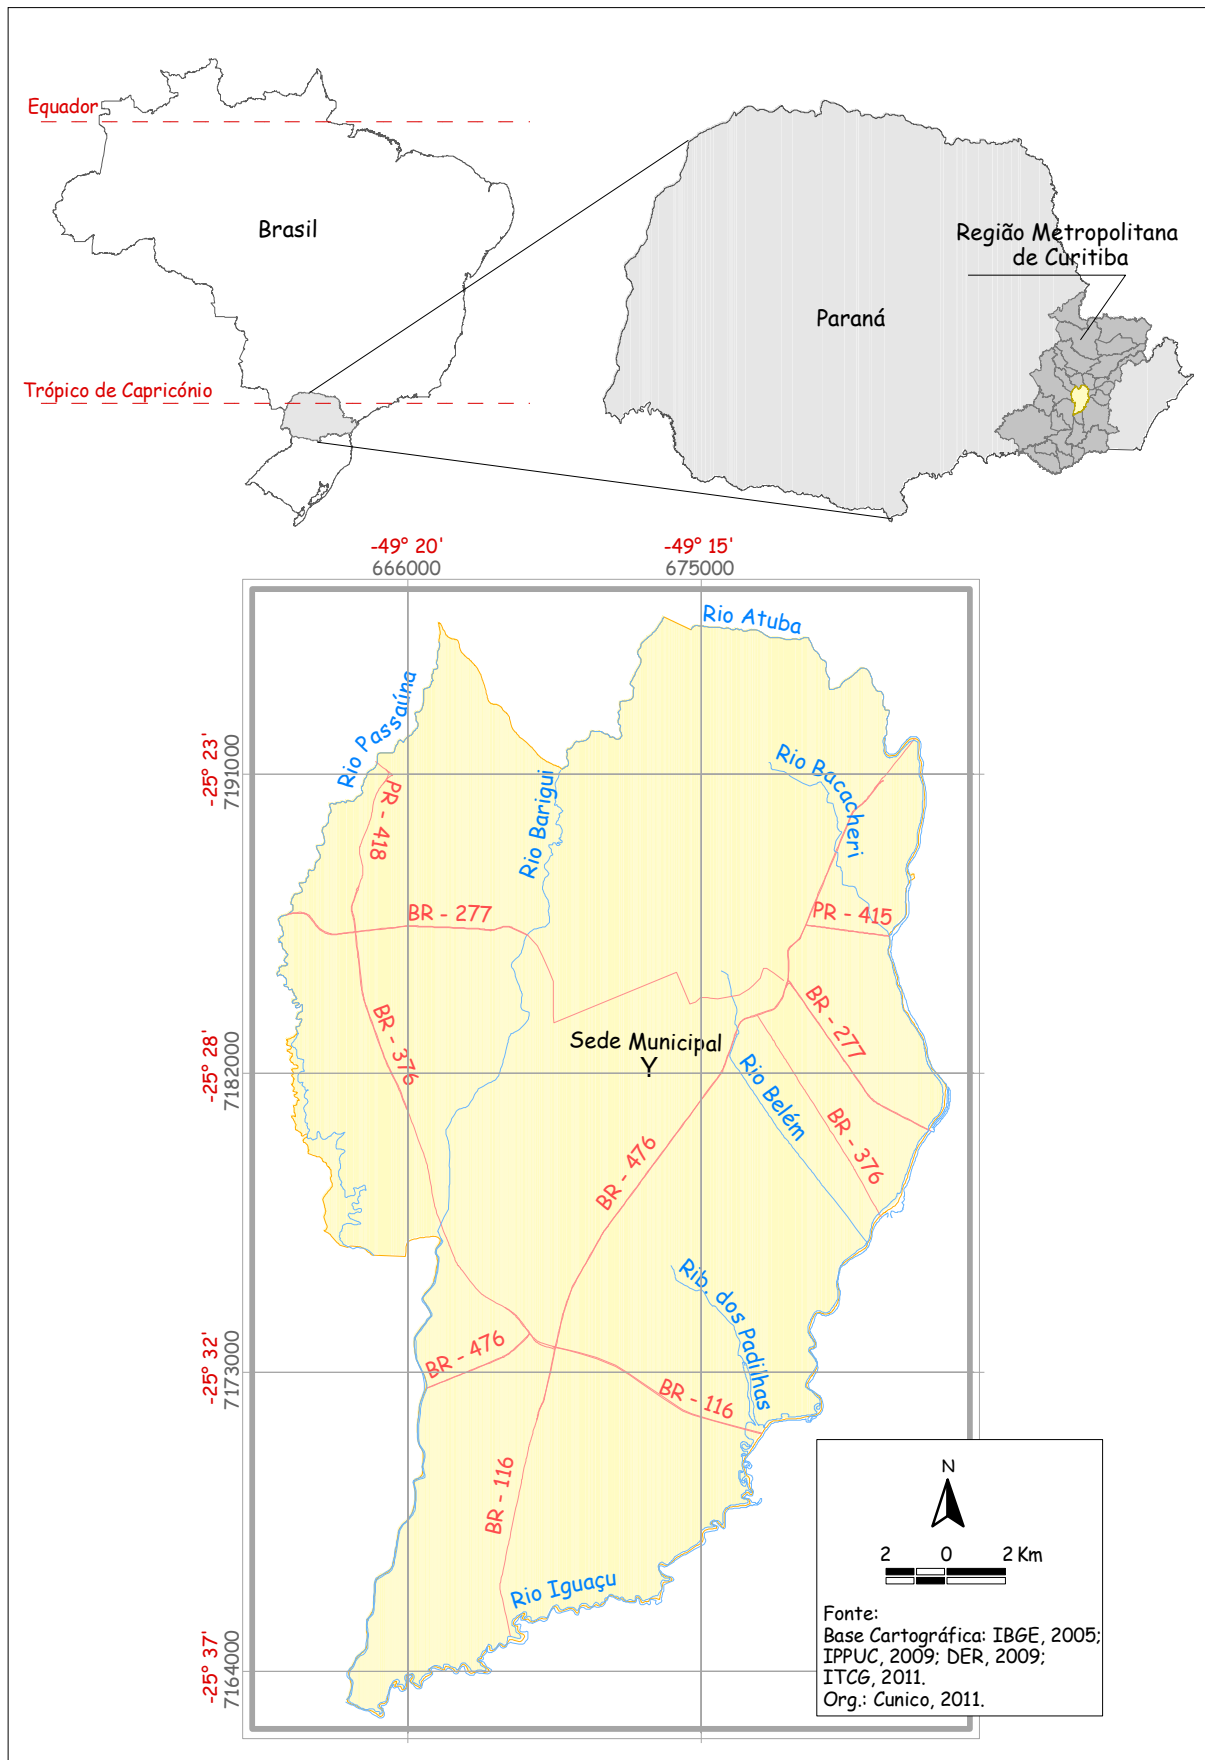 Equador
Brasil
Trópico de Capricónio
Região Metropolitana
de Curitiba
Paraná
-49° 20'
666000
-49° 15'
675000
-25° 23'
7191000
-25° 28'
7182000
-25° 32'
7173000
-25° 37'
7164000
Rio Atuba
Rio Passaúna
Rio Barigui
Rio Bacacheri
PR - 418
BR - 277
PR - 415
BR - 376
BR - 277
Sede Municipal
Y
Rio Belém
BR - 376
BR - 476
Rib. dos Padilhas
BR - 476
BR - 116
BR - 116
Rio Iguaçu
N
2 0 2 Km
Fonte:
Base Cartográfica: IBGE, 2005;
IPPUC, 2009; DER, 2009;
ITCG, 2011.
Org.: Cunico, 2011.